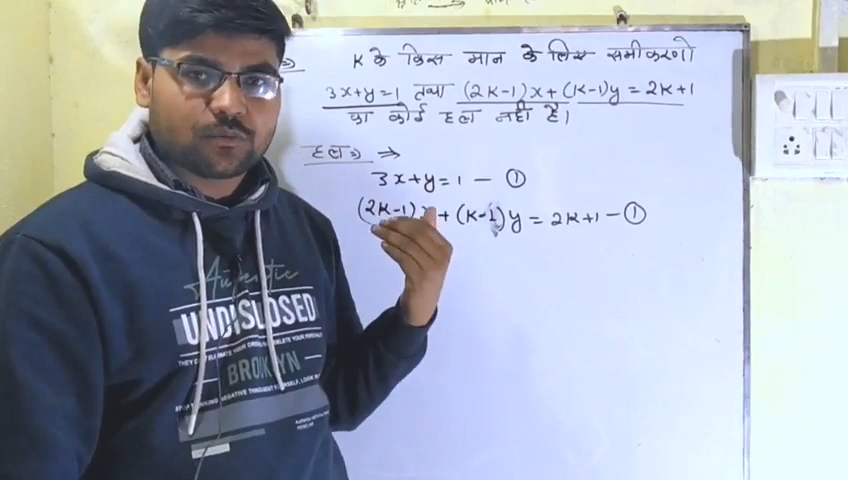 K के किस मान के लिए समीकरणो
3x+y=1 तथा (2K-1)x+(K-1)y = 2K+1
का कोई हल नहीं है।
हल:⇒
3x+y=1 — ①
(2K-1)x+(K-1)y = 2K+1 — ①
Authentic
UNDISCLOSED
BROOKLYN